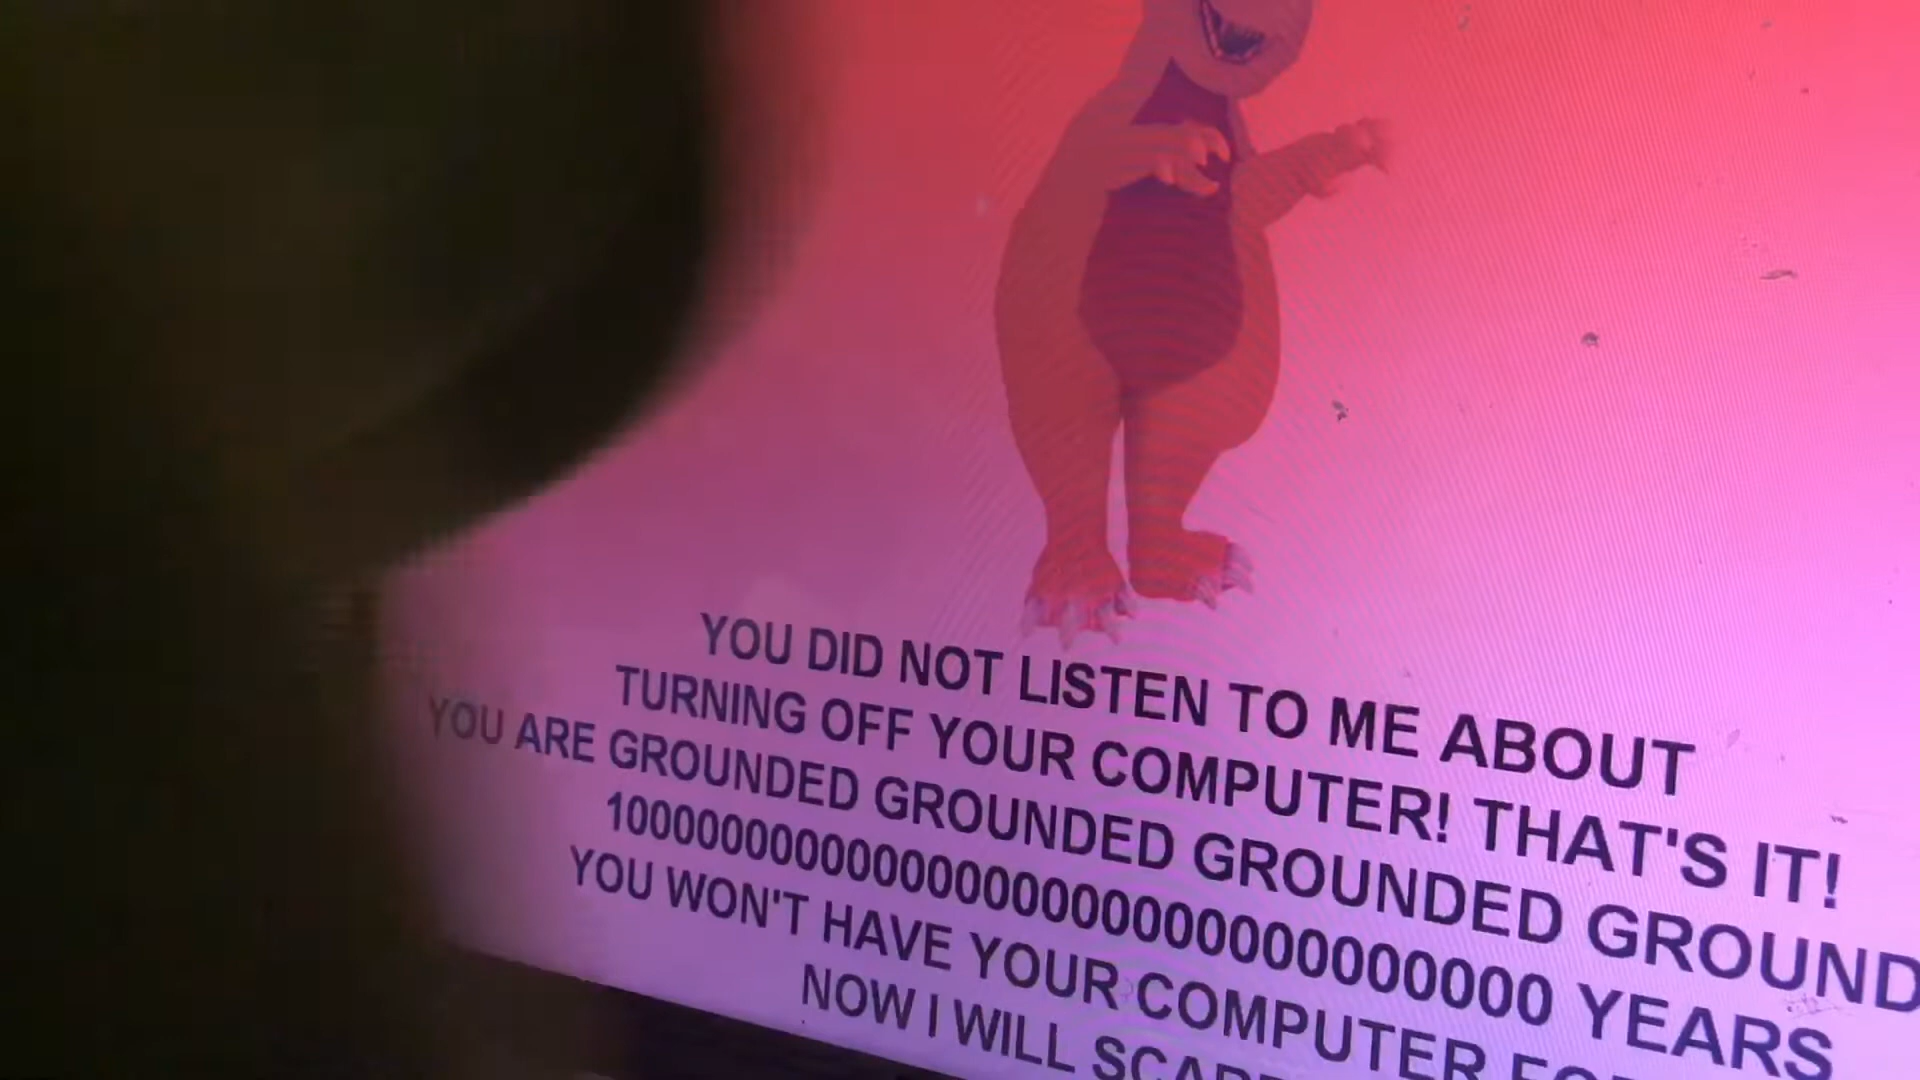 YOU DID NOT LISTEN TO ME ABOUT
TURNING OFF YOUR COMPUTER! THAT'S IT!
YOU ARE GROUNDED GROUNDED GROUNDED GROUND
1000000000000000000000000000000000 YEARS
YOU WON'T HAVE YOUR COMPUTER
NOW I WILL